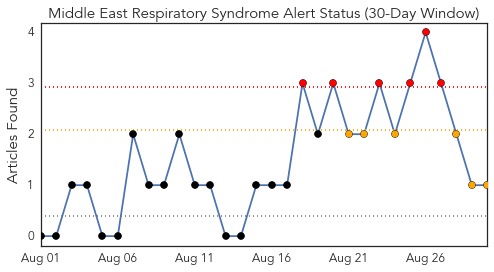 Middle East Respiratory Syndrome Alert Status (30-Day Window)
Articles Found
4
3
2
1
0
Aug 01 Aug 06 Aug 11 Aug 16 Aug 21 Aug 26